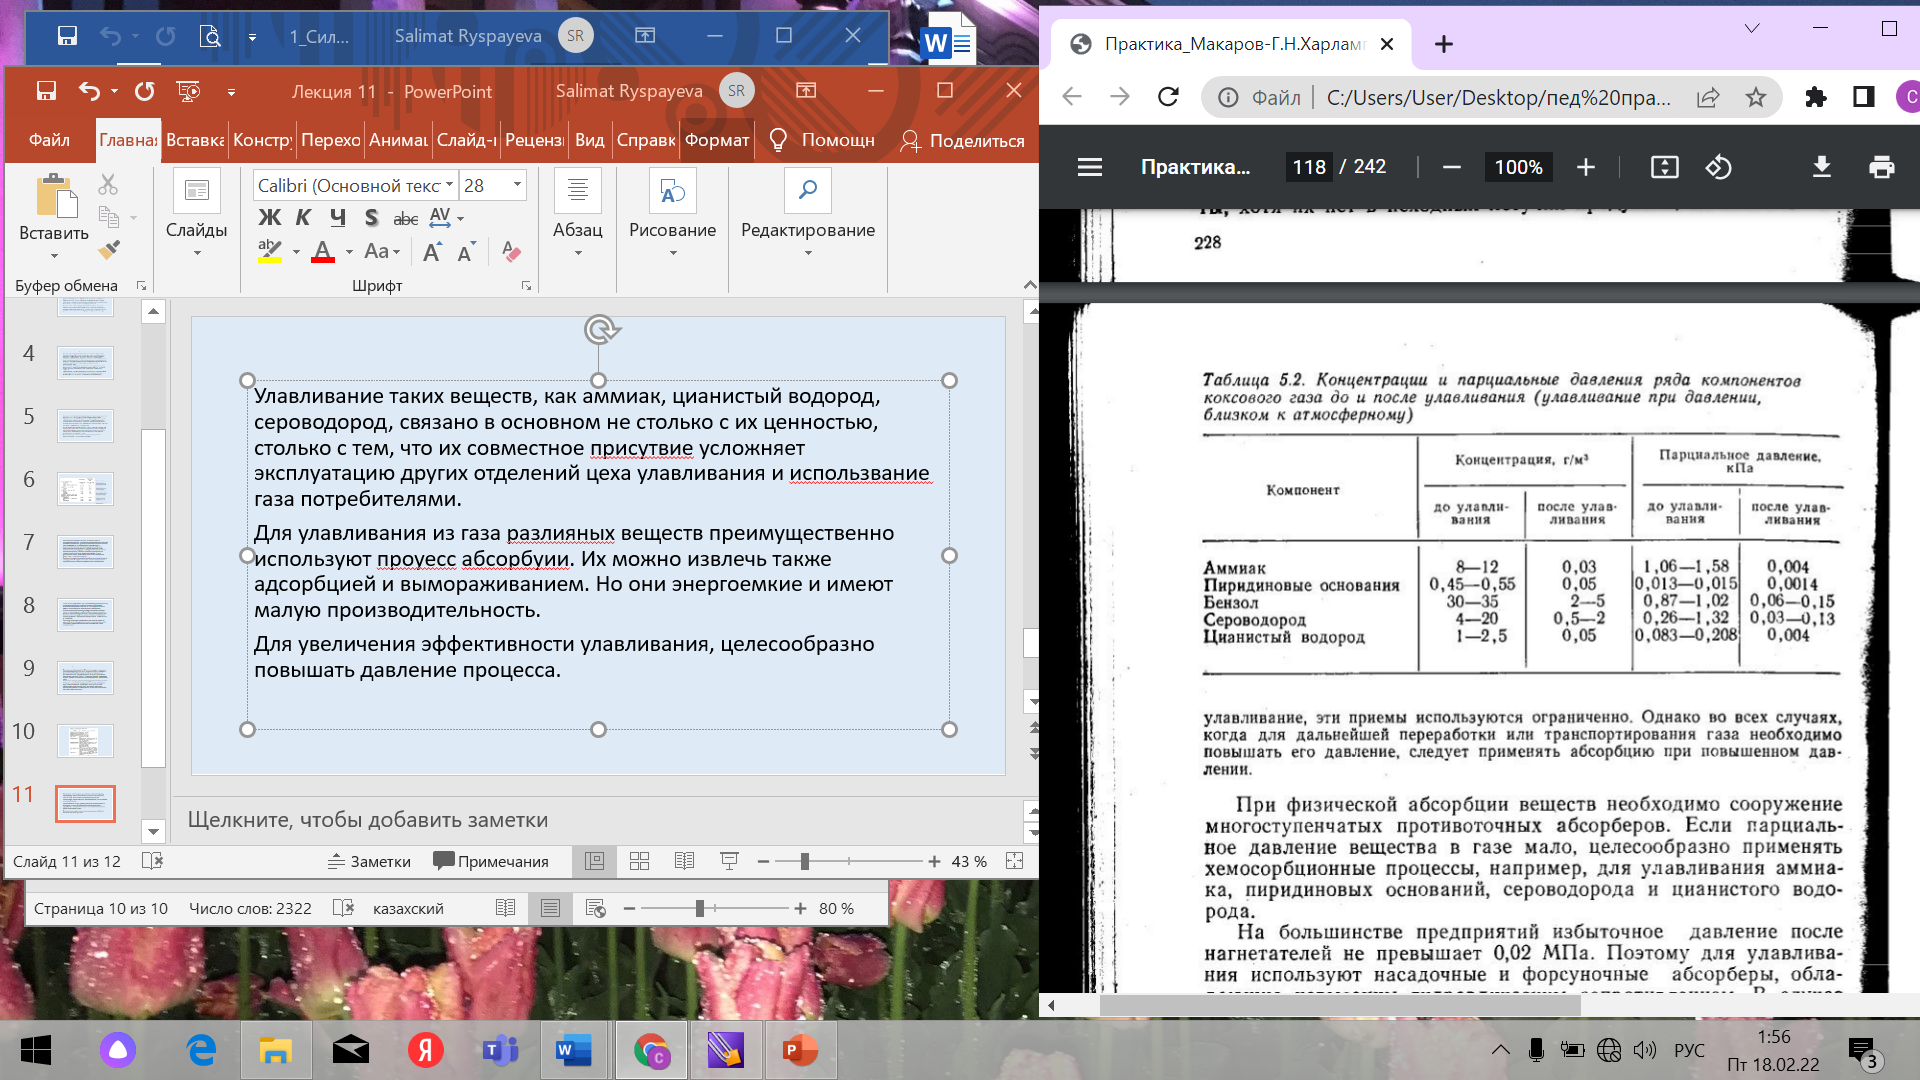 1_Сил...
Salimat Ryspayeva
SR
Лекция 11 - PowerPoint
Salimat Ryspayeva
SR
Файл
Главная
Вставка
Констру
Перехо
Анимац
Слайд-
Рецензи
Вид
Справк
Формат
Помощн
Поделиться
Вставить
Слайды
Calibri (Основной текс
28
Ж К Ч S abc AV
ab A Aa A A
Абзац
Рисование
Редактирование
Буфер обмена
Шрифт
4
5
6
7
8
9
10
11
Улавливание таких веществ, как аммиак, цианистый водород,
сероводород, связано в основном не столько с их ценностью,
столько с тем, что их совместное присутвие усложняет
эксплуатацию других отделений цеха улавливания и использвание
газа потребителями.
Для улавливания из газа разлияных веществ преимущественно
используют проуесс абсорбуии. Их можно извлечь также
адсорбцией и вымораживанием. Но они энергоемкие и имеют
малую производительность.
Для увеличения эффективности улавливания, целесообразно
повышать давление процесса.
Щелкните, чтобы добавить заметки
Слайд 11 из 12
Заметки
Примечания
43 %
Страница 10 из 10
Число слов: 2322
казахский
80 %
Практика_Макаров-Г.Н.Харлам
Файл
C:/Users/User/Desktop/пед%20пра...
С
Практика...
118 / 242
100%
228
Таблица 5.2. Концентрации и парциальные давления ряда компонентов
коксового газа до и после улавливания (улавливание при давлении,
близком к атмосферному)
Компонент
Концентрация, г/м³
Парциальное давление,
кПа
до улавли-
вания
после улав-
ливания
до улавли-
вания
после улав-
ливания
Аммиак 8—12 0,03 1,06—1,58 0,004
Пиридиновые основания 0,45—0,55 0,05 0,013—0,015 0,0014
Бензол 30—35 2—5 0,87—1,02 0,06—0,15
Сероводород 4—20 0,5—2 0,26—1,32 0,03—0,13
Цианистый водород 1—2,5 0,05 0,083—0,208 0,004
улавливание, эти приемы используются ограниченно. Однако во всех случаях,
когда для дальнейшей переработки или транспортирования газа необходимо
повышать его давление, следует применять абсорбцию при повышенном дав-
лении.
При физической абсорбции веществ необходимо сооружение
многоступенчатых противоточных абсорберов. Если парциаль-
ное давление вещества в газе мало, целесообразно применять
хемосорбционные процессы, например, для улавливания аммиа-
ка, пиридиновых оснований, сероводорода и цианистого водо-
рода.
На большинстве предприятий избыточное давление после
нагнетателей не превышает 0,02 МПа. Поэтому для улавлива-
ния используют насадочные и форсуночные абсорберы, обла-
РУС
1:56
Пт 18.02.22
3